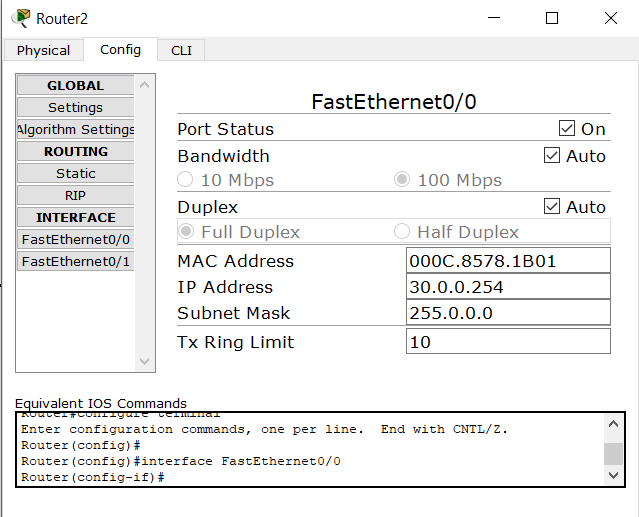 Router2
Physical Config CLI
GLOBAL
Settings
Algorithm Settings
ROUTING
Static
RIP
INTERFACE
FastEthernet0/0
FastEthernet0/1
FastEthernet0/0
Port Status On
Bandwidth Auto
10 Mbps 100 Mbps
Duplex Auto
Full Duplex Half Duplex
MAC Address 000C.8578.1B01
IP Address 30.0.0.254
Subnet Mask 255.0.0.0
Tx Ring Limit 10
Equivalent IOS Commands
Router#configure terminal
Enter configuration commands, one per line.  End with CNTL/Z.
Router(config)#
Router(config)#interface FastEthernet0/0
Router(config-if)#